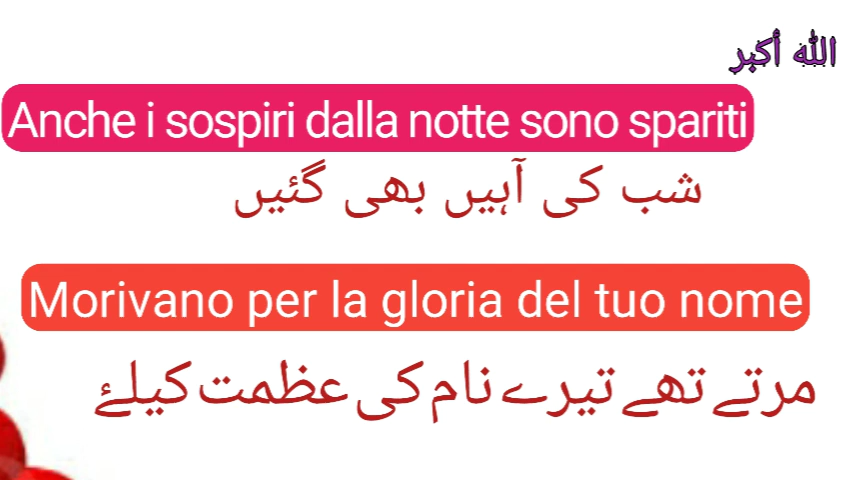 الله أكبر
Anche i sospiri dalla notte sono spariti
شب کی آہیں بھی گئیں
Morivano per la gloria del tuo nome
مرتے تھے تیرے نام کی عظمت کیلۓ